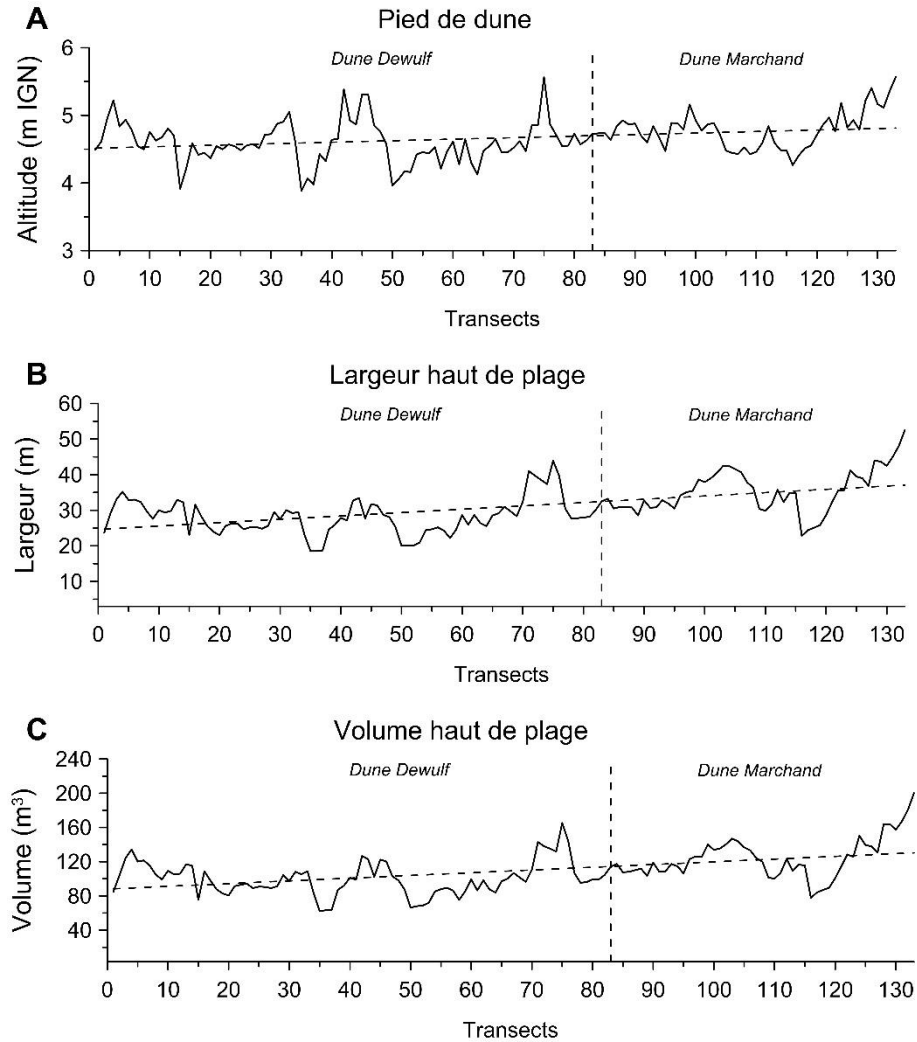 A
Pied de dune
Dune Dewulf
Dune Marchand
Altitude (m IGN)
6
5
4
3
0 10 20 30 40 50 60 70 80 90 100 110 120 130
Transects
B
Largeur haut de plage
Dune Dewulf
Dune Marchand
Largeur (m)
60
50
40
30
20
10
0 10 20 30 40 50 60 70 80 90 100 110 120 130
Transects
C
Volume haut de plage
Dune Dewulf
Dune Marchand
Volume (m³)
240
200
160
120
80
40
0 10 20 30 40 50 60 70 80 90 100 110 120 130
Transects